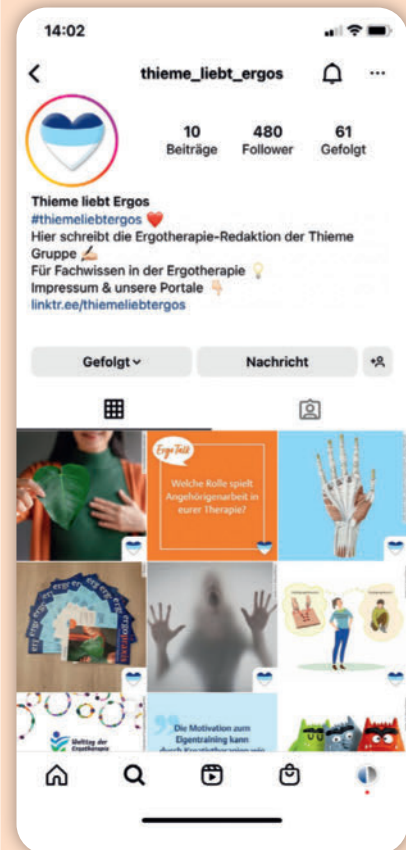 14:02
thieme_liebt_ergos
10 480 61
Beiträge Follower Gefolgt
Thieme liebt Ergos
#thiemeliebtergos
Hier schreibt die Ergotherapie-Redaktion der Thieme
Gruppe
Für Fachwissen in der Ergotherapie
Impressum & unsere Portale
linktr.ee/thiemeliebtergos
Gefolgt
Nachricht
ErgoTalk
Welche Rolle spielt
Angehörigenarbeit in
eurer Therapie?
Welttag der
Ergotherapie
Die Motivation zum
Eigentraining kann